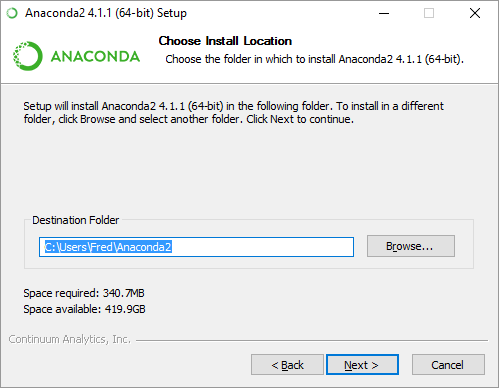 Anaconda2 4.1.1 (64-bit) Setup
ANACONDA
Choose Install Location
Choose the folder in which to install Anaconda2 4.1.1 (64-bit).
Setup will install Anaconda2 4.1.1 (64-bit) in the following folder. To install in a different
folder, click Browse and select another folder. Click Next to continue.
Destination Folder
C:\Users\Fred\Anaconda2
Browse...
Space required: 340.7MB
Space available: 419.9GB
Continuum Analytics, Inc.
< Back
Next >
Cancel